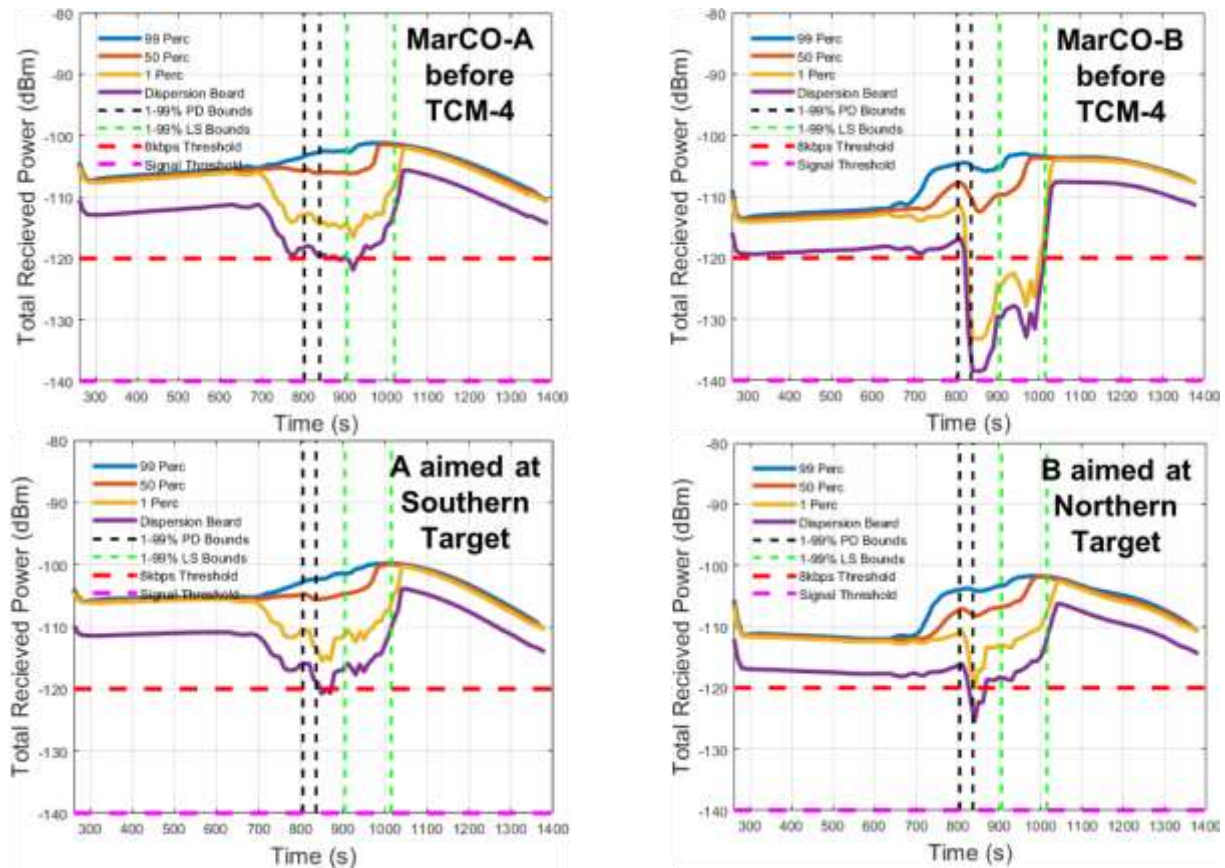 MarCO-A
before
TCM-4
99 Perc
50 Perc
1 Perc
Dispersion Beard
1-99% PD Bounds
1-99% LS Bounds
8kbps Threshold
Signal Threshold
Total Recieved Power (dBm)
-80
-90
-100
-110
-120
-130
-140
300 400 500 600 700 800 900 1000 1100 1200 1300 1400
Time (s)
MarCO-B
before
TCM-4
99 Perc
50 Perc
1 Perc
Dispersion Beard
1-99% PD Bounds
1-99% LS Bounds
8kbps Threshold
Signal Threshold
Total Recieved Power (dBm)
-80
-90
-100
-110
-120
-130
-140
300 400 500 600 700 800 900 1000 1100 1200 1300 1400
Time (s)
A aimed at
Southern
Target
99 Perc
50 Perc
1 Perc
Dispersion Beard
1-99% PD Bounds
1-99% LS Bounds
8kbps Threshold
Signal Threshold
Total Recieved Power (dBm)
-80
-90
-100
-110
-120
-130
-140
300 400 500 600 700 800 900 1000 1100 1200 1300 1400
Time (s)
B aimed at
Northern
Target
99 Perc
50 Perc
1 Perc
Dispersion Beard
1-99% PD Bounds
1-99% LS Bounds
8kbps Threshold
Signal Threshold
Total Recieved Power (dBm)
-80
-90
-100
-110
-120
-130
-140
300 400 500 600 700 800 900 1000 1100 1200 1300 1400
Time (s)